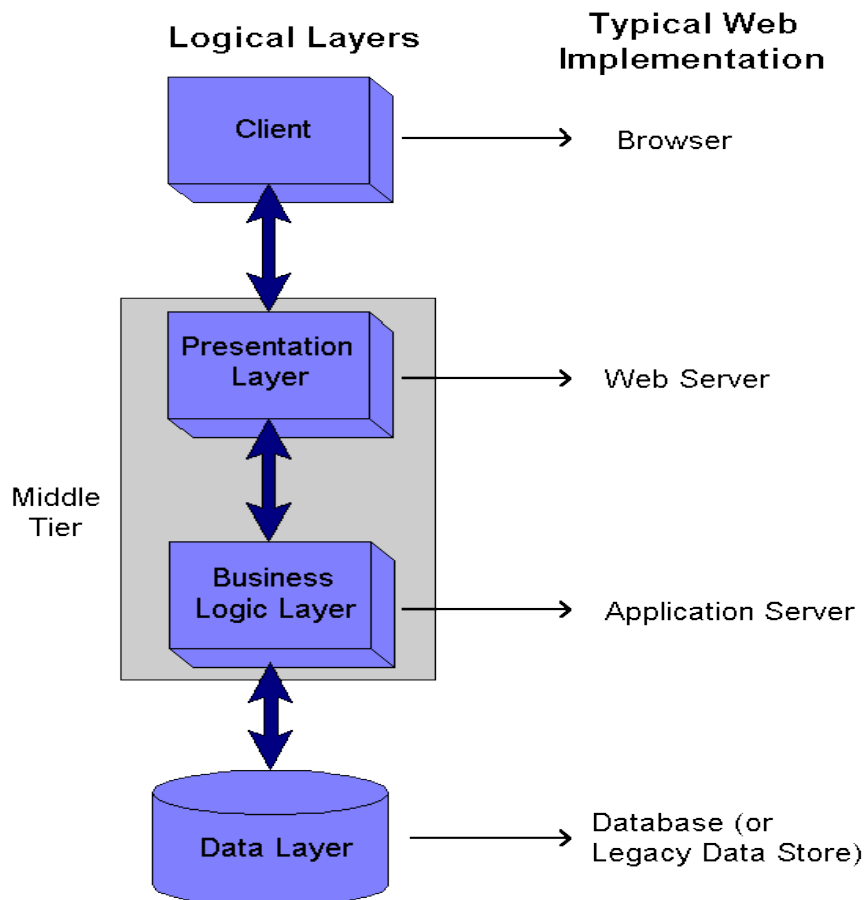 Logical Layers
Typical Web
Implementation
Client
Browser
Presentation
Layer
Web Server
Middle
Tier
Business
Logic Layer
Application Server
Data Layer
Database (or
Legacy Data Store)